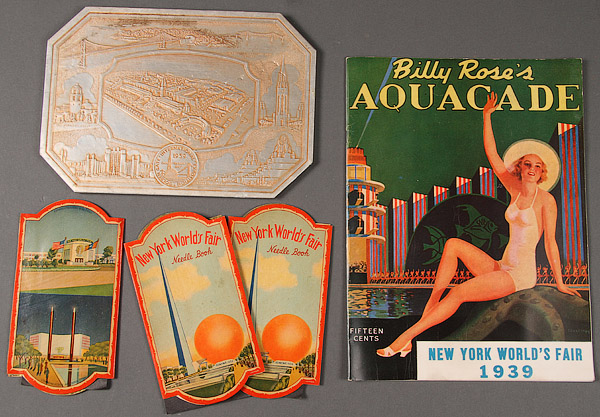 1939
Billy Rose's
AQUACADE
FIFTEEN
CENTS
NEW YORK WORLD'S FAIR
1939
New York World's Fair
Needle Book
New York World's Fair
Needle Book